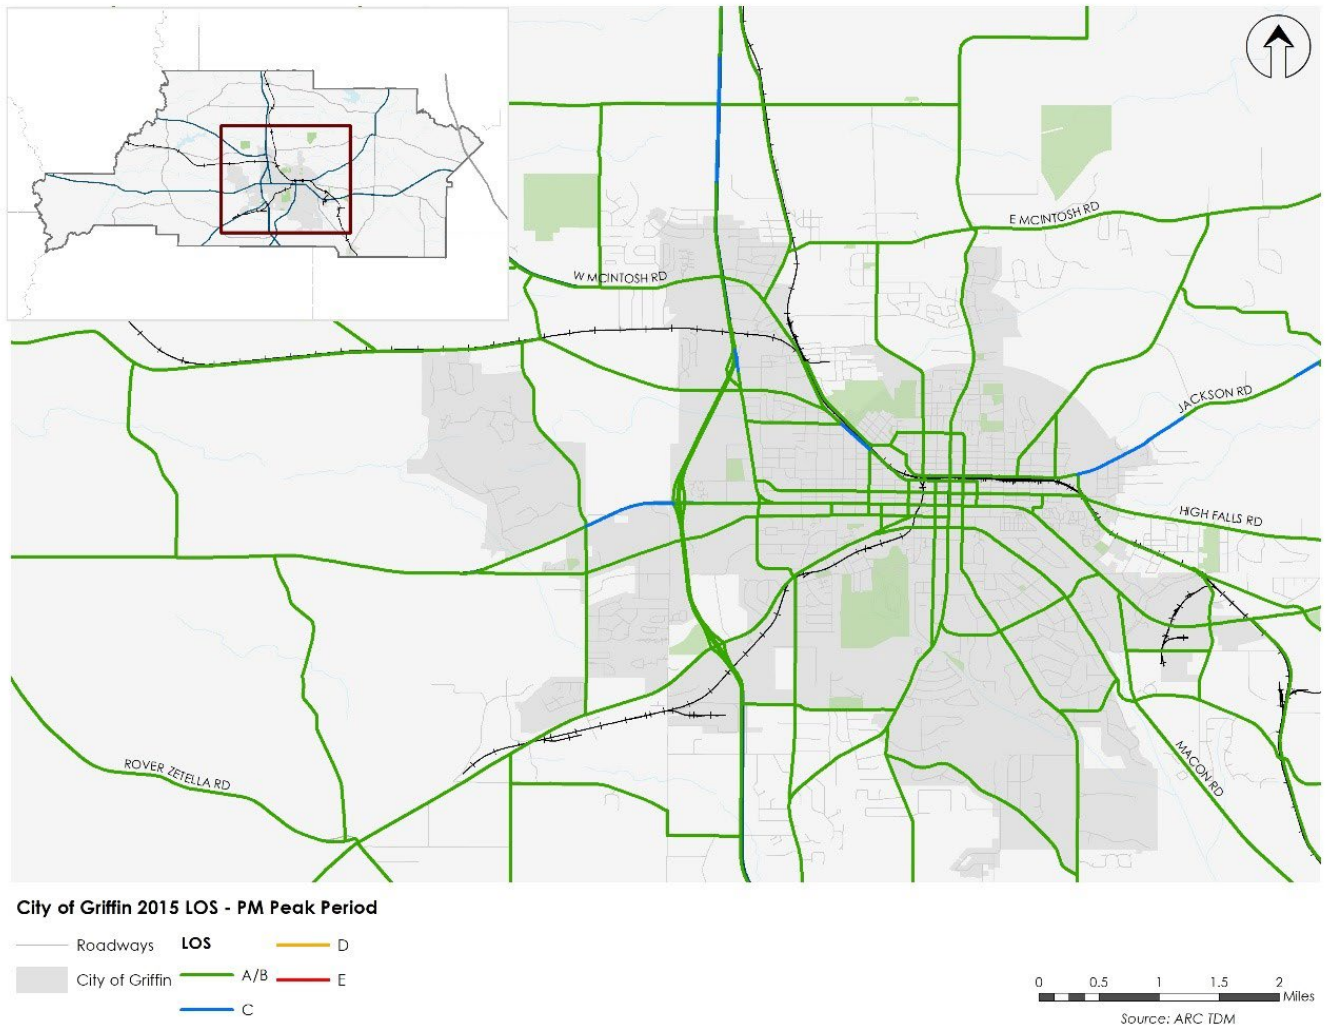 E MCINTOSH RD
W MCINTOSH RD
JACKSON RD
HIGH FALLS RD
MACON RD
ROVER ZETELLA RD
City of Griffin 2015 LOS - PM Peak Period
Roadways LOS D
City of Griffin A/B E
C
0 0.5 1 1.5 2
Miles
Source: ARC TDM